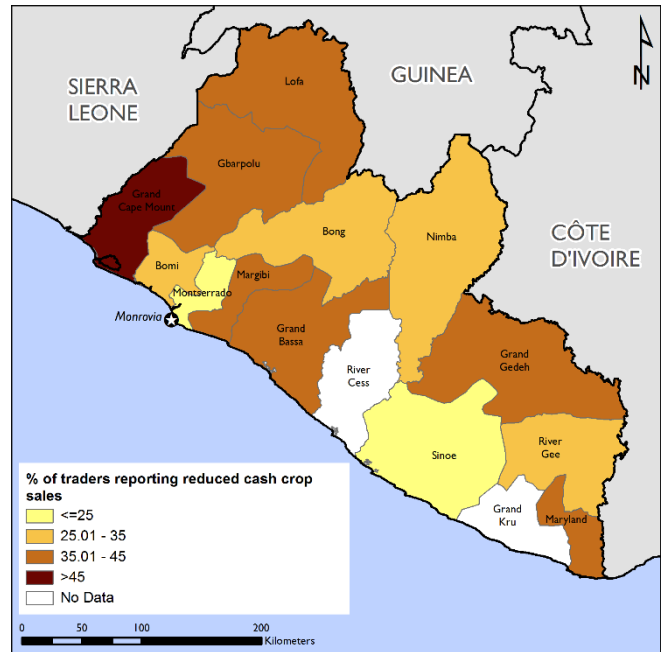 SIERRA
LEONE
GUINEA
N
Lofa
Gbarpolu
Grand
Cape Mount
CÔTE
D'IVOIRE
Bong
Nimba
Bomi
Margibi
Montserrado
Monrovia
Grand
Bassa
Grand
Gedeh
River
Cess
River
Gee
Sinoe
Grand
Kru
Maryland
% of traders reporting reduced cash crop
sales
<=25
25.01 - 35
35.01 - 45
>45
No Data
0 50 100 200
Kilometers